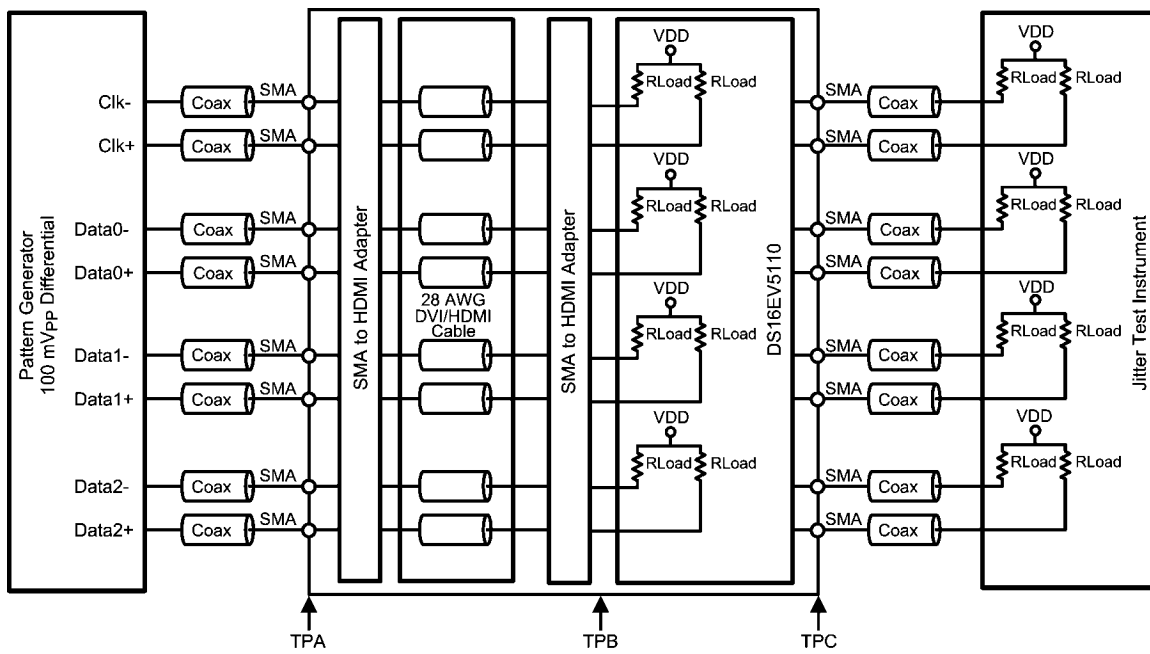 Pattern Generator
100 mVPP Differential
Clk-
Clk+
Data0-
Data0+
Data1-
Data1+
Data2-
Data2+
Coax
SMA
Coax
SMA
Coax
SMA
Coax
SMA
Coax
SMA
Coax
SMA
Coax
SMA
Coax
SMA
SMA to HDMI Adapter
28 AWG
DVI/HDMI
Cable
SMA to HDMI Adapter
VDD
RLoad
RLoad
VDD
RLoad
RLoad
VDD
RLoad
RLoad
VDD
RLoad
RLoad
DS16EV5110
SMA
Coax
SMA
Coax
SMA
Coax
SMA
Coax
SMA
Coax
SMA
Coax
SMA
Coax
SMA
Coax
VDD
RLoad
RLoad
VDD
RLoad
RLoad
VDD
RLoad
RLoad
VDD
RLoad
RLoad
Jitter Test Instrument
TPA
TPB
TPC